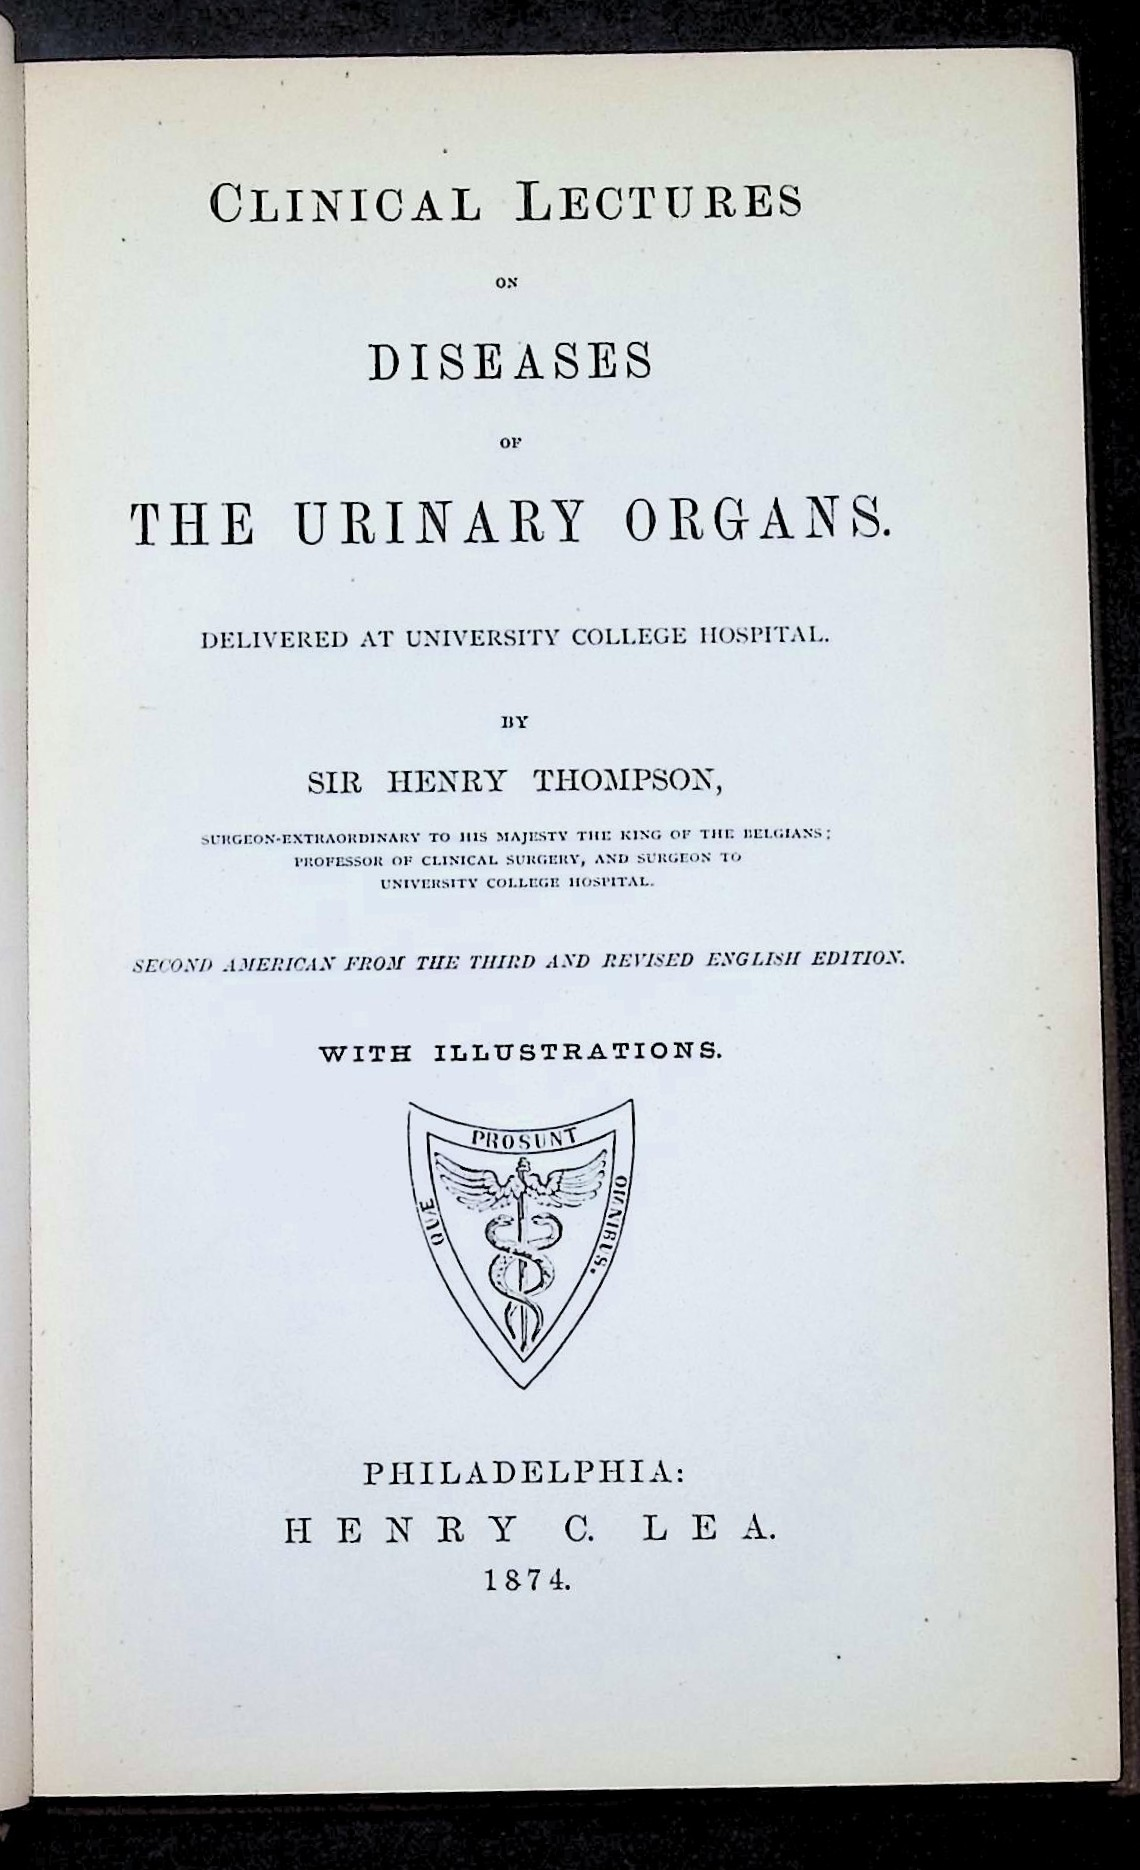 CLINICAL LECTURES
ON
DISEASES
OF
THE URINARY ORGANS.
DELIVERED AT UNIVERSITY COLLEGE HOSPITAL.
BY
SIR HENRY THOMPSON,
SURGEON-EXTRAORDINARY TO HIS MAJESTY THE KING OF THE BELGIANS;
PROFESSOR OF CLINICAL SURGERY, AND SURGEON TO
UNIVERSITY COLLEGE HOSPITAL.
SECOND AMERICAN FROM THE THIRD AND REVISED ENGLISH EDITION.
WITH ILLUSTRATIONS.
QUÆ PROSUNT OMNIBUS.
PHILADELPHIA:
HENRY C. LEA.
1874.